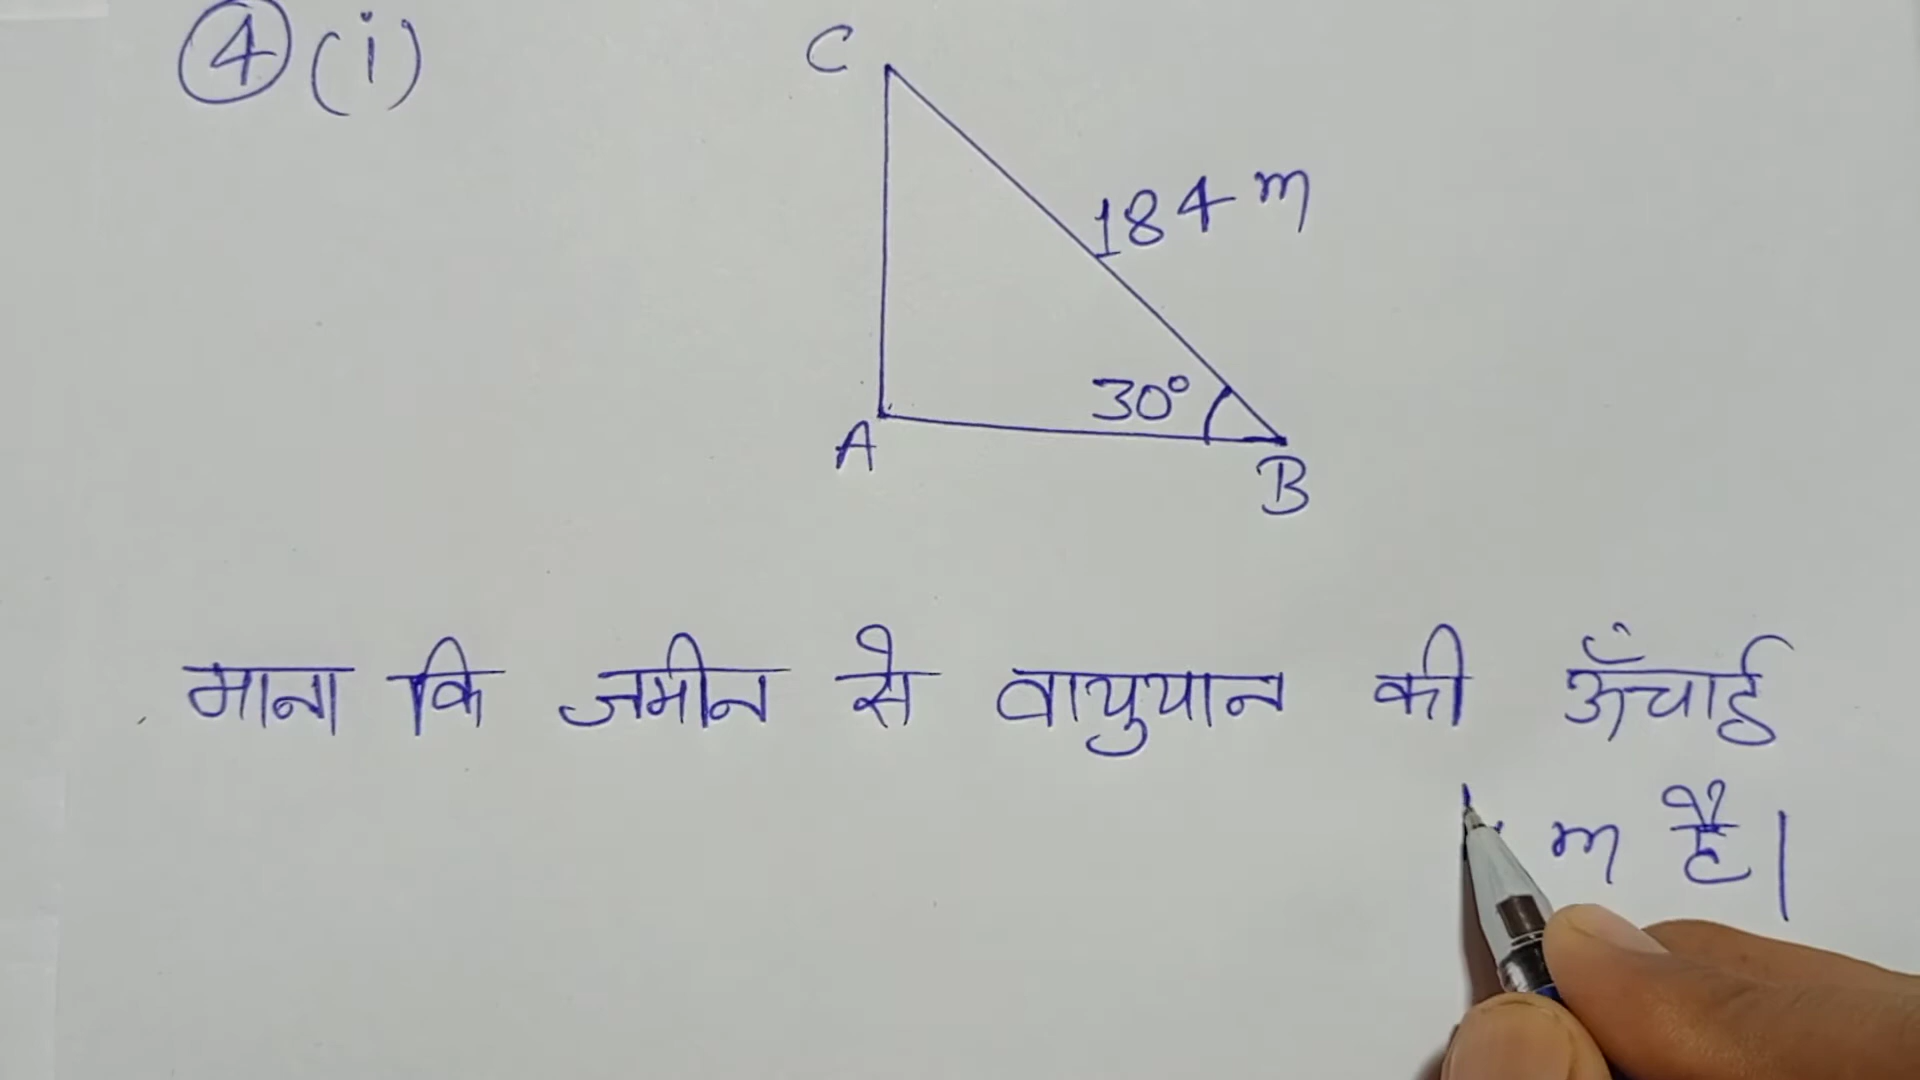 ④ (i)
C
184 m
30°
A
B
माना कि जमीन से वायुयान की ऊँचाई
m है।